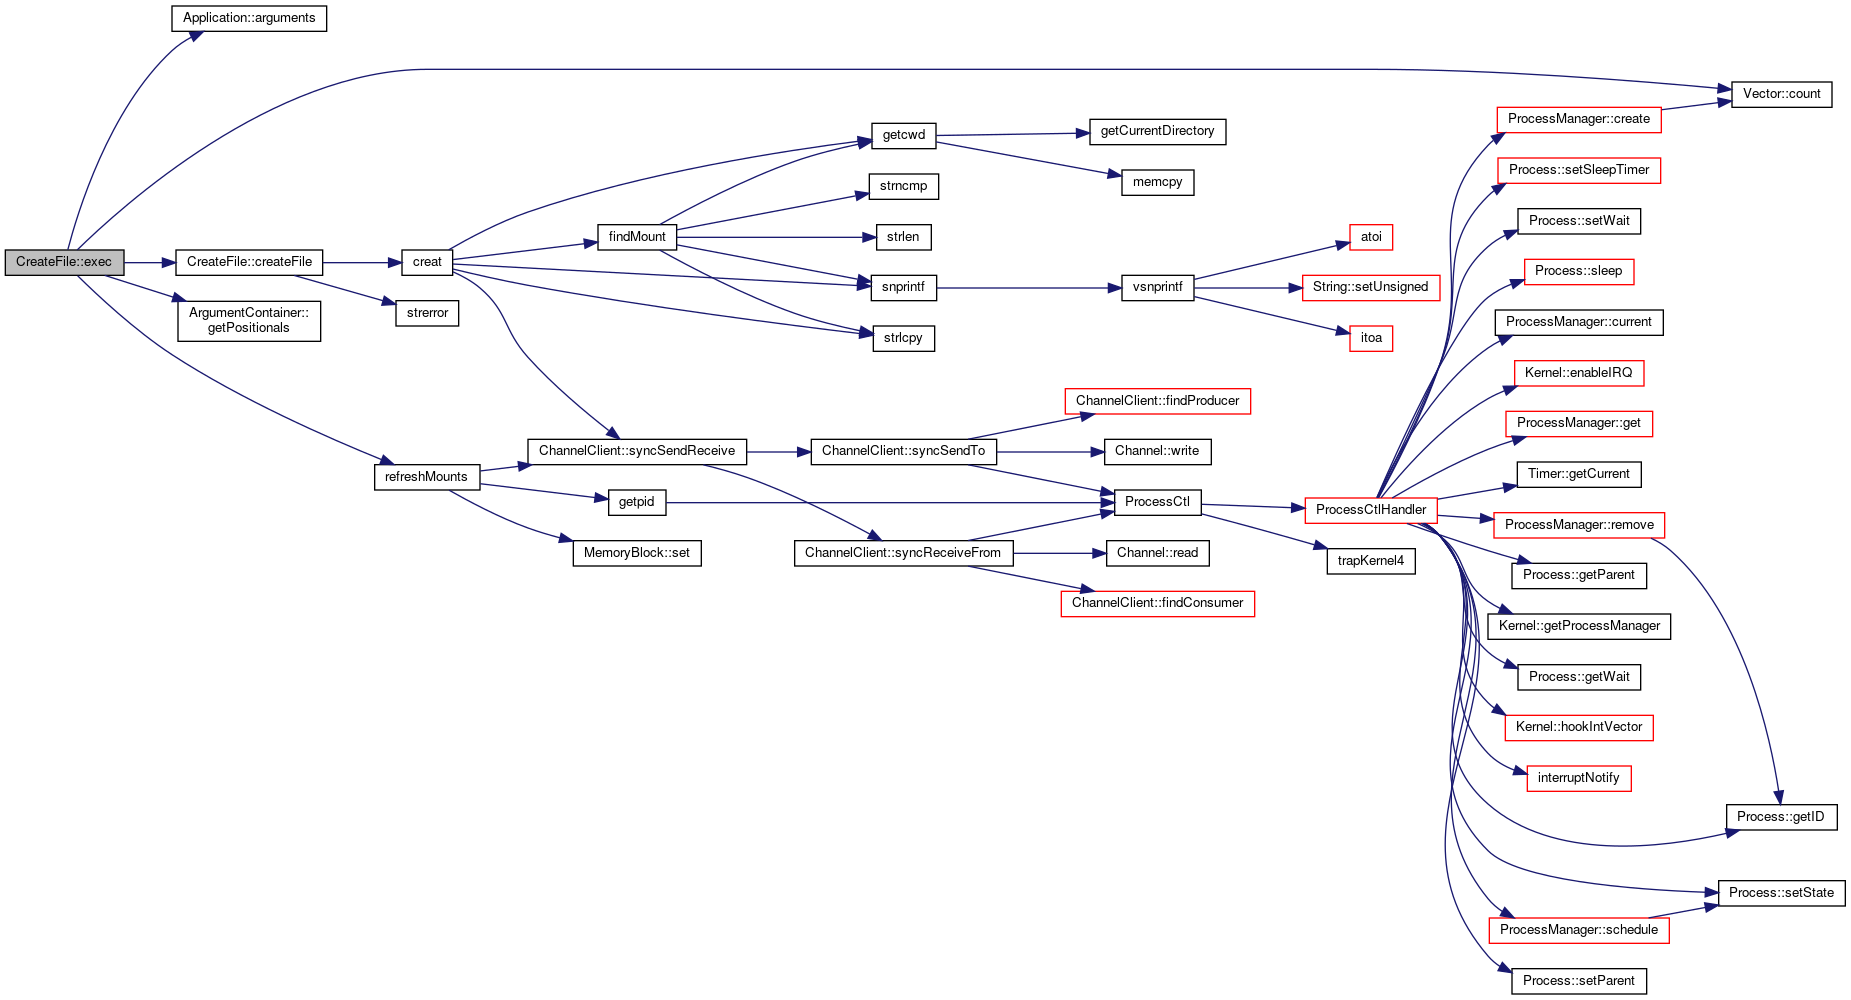 Application::arguments
Vector::count
ProcessManager::create
getcwd
getCurrentDirectory
Process::setSleepTimer
strncmp
memcpy
Process::setWait
findMount
strlen
atoi
CreateFile::exec
CreateFile::createFile
creat
Process::sleep
snprintf
vsnprintf
String::setUnsigned
ArgumentContainer::
getPositionals
strerror
ProcessManager::current
strlcpy
itoa
Kernel::enableIRQ
ChannelClient::findProducer
ProcessManager::get
ChannelClient::syncSendReceive
ChannelClient::syncSendTo
Channel::write
refreshMounts
Timer::getCurrent
getpid
ProcessCtl
ProcessCtlHandler
ProcessManager::remove
MemoryBlock::set
ChannelClient::syncReceiveFrom
Channel::read
trapKernel4
Process::getParent
ChannelClient::findConsumer
Kernel::getProcessManager
Process::getWait
Kernel::hookIntVector
interruptNotify
Process::getID
Process::setState
ProcessManager::schedule
Process::setParent